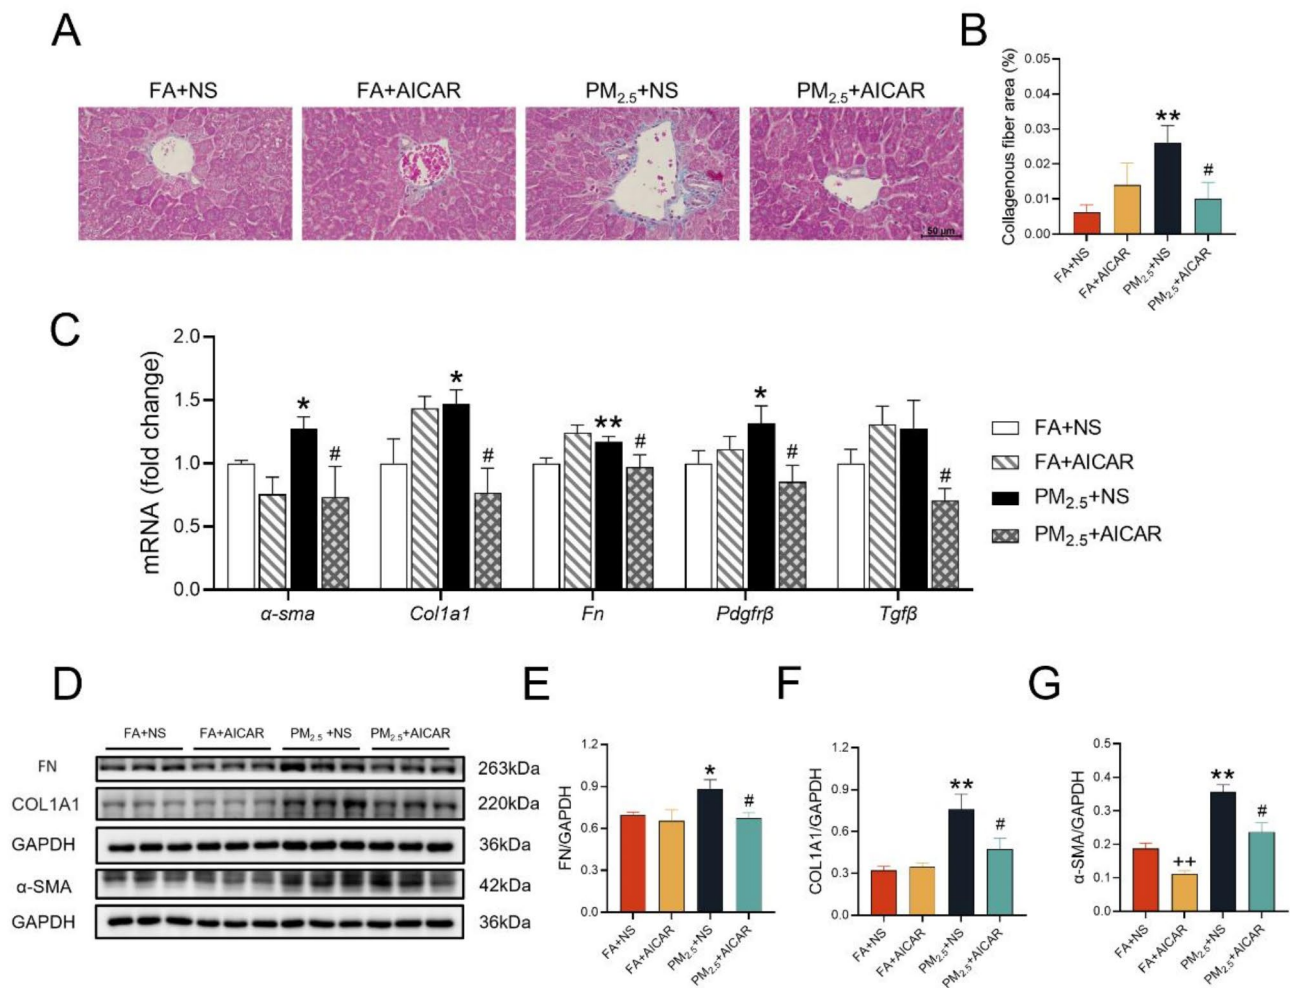 A
FA+NS
FA+AICAR
PM2.5+NS
PM2.5+AICAR
50 μm
B
Collagenous fiber area (%)
0.05
0.04
0.03
0.02
0.01
0.00
**
#
FA+NS
FA+AICAR
PM2.5+NS
PM2.5+AICAR
C
mRNA (fold change)
2.0
1.5
1.0
0.5
0.0
*
#
*
#
**
#
*
#
#
α-sma
Col1a1
Fn
Pdgfrβ
Tgfβ
FA+NS
FA+AICAR
PM2.5+NS
PM2.5+AICAR
D
FA+NS
FA+AICAR
PM2.5 +NS
PM2.5+AICAR
FN
263kDa
COL1A1
220kDa
GAPDH
36kDa
α-SMA
42kDa
GAPDH
36kDa
E
FN/GAPDH
1.2
0.9
0.6
0.3
0.0
*
#
FA+NS
FA+AICAR
PM2.5+NS
PM2.5+AICAR
F
COL1A1/GAPDH
1.2
0.9
0.6
0.3
0.0
**
#
FA+NS
FA+AICAR
PM2.5+NS
PM2.5+AICAR
G
α-SMA/GAPDH
0.5
0.4
0.3
0.2
0.1
0.0
++
**
#
FA+NS
FA+AICAR
PM2.5+NS
PM2.5+AICAR